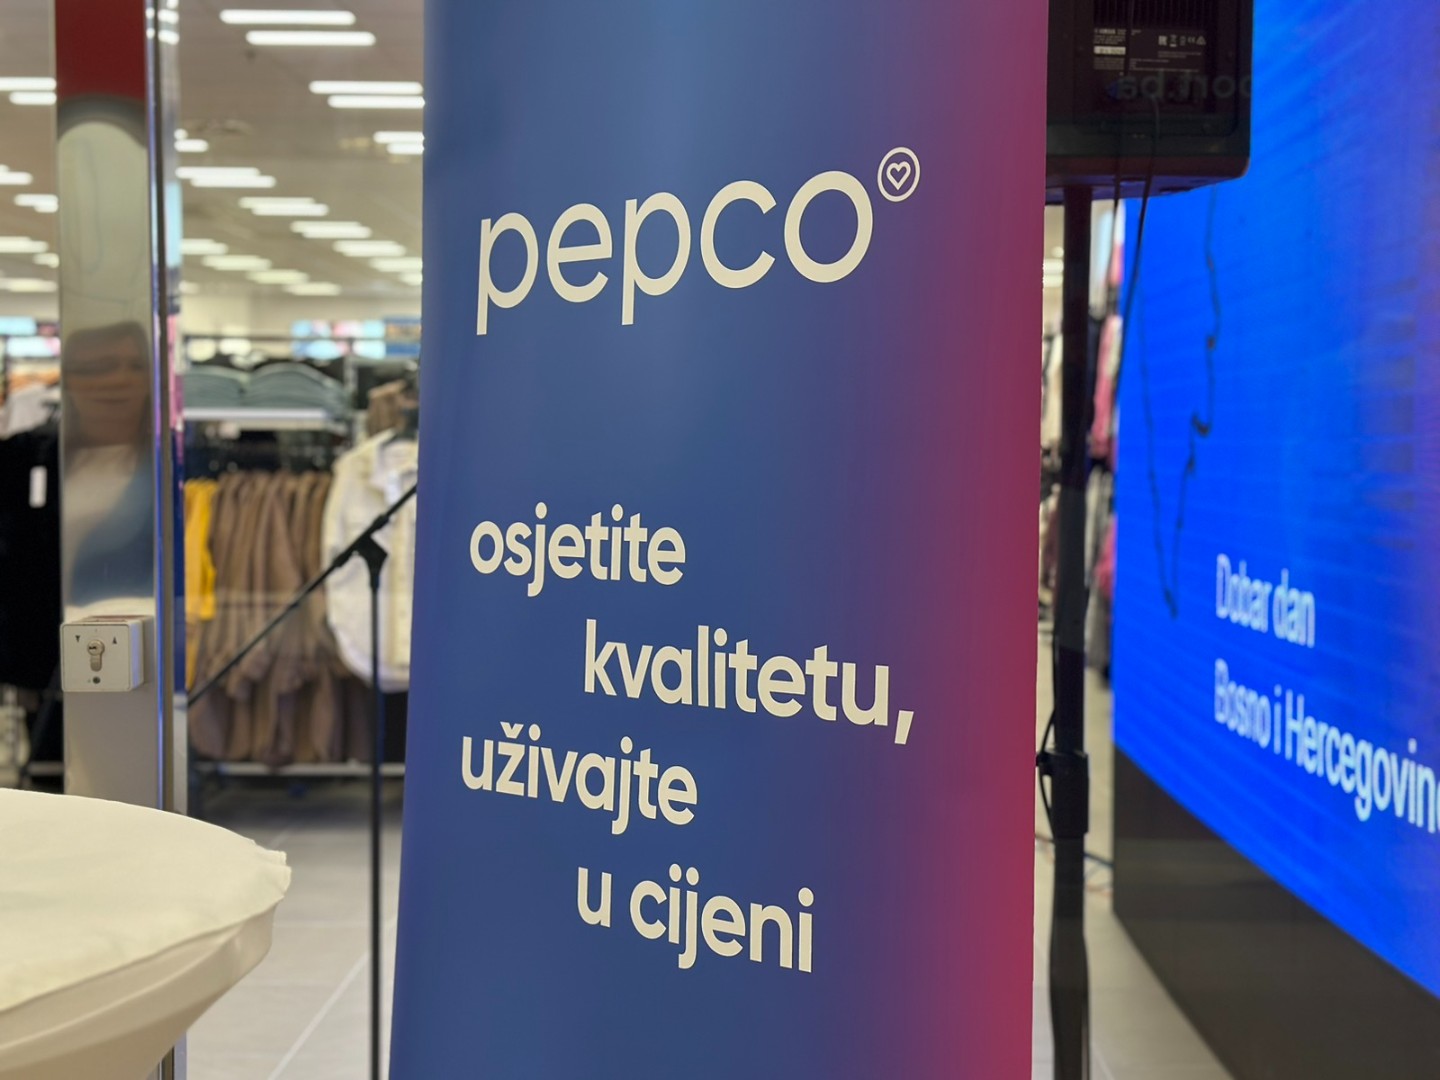 pepco
osjetite
kvalitetu,
uživajte
u cijeni
Dobar dan
Bosno i Hercegovino